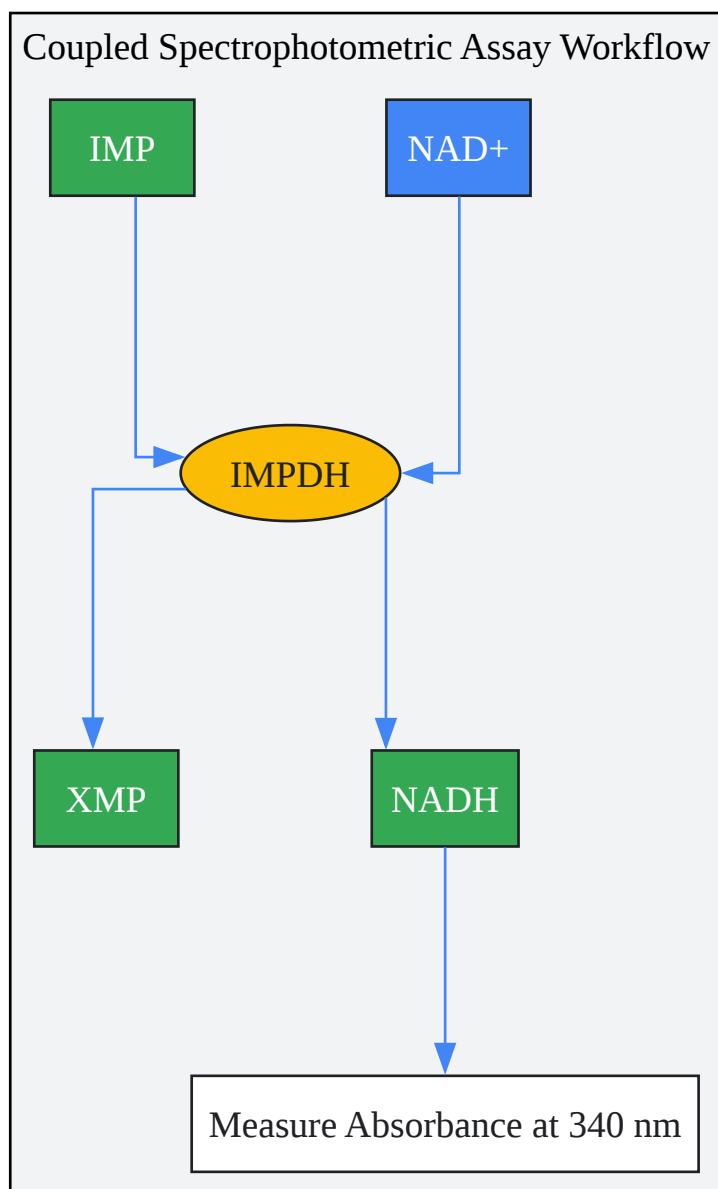 Coupled Spectrophotometric Assay Workflow
IMP
NAD+
IMPDH
XMP
NADH
Measure Absorbance at 340 nm